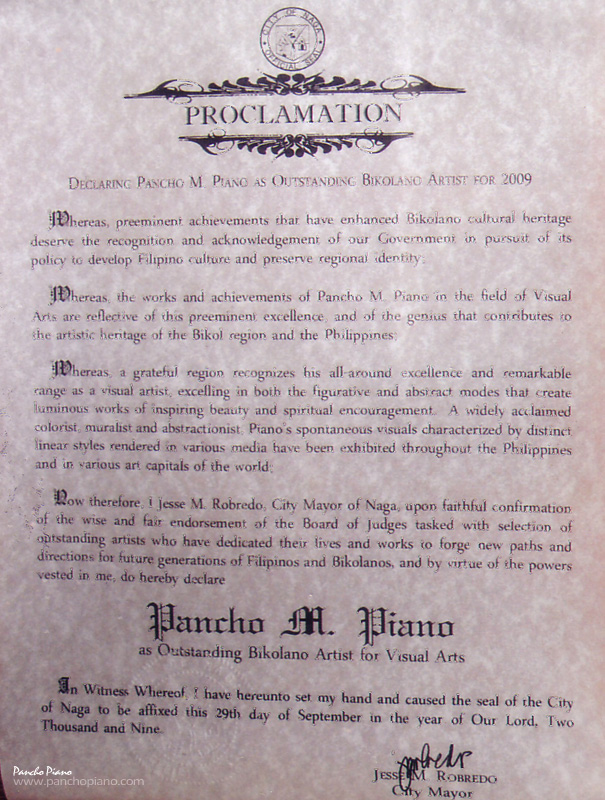 CITY OF NAGA
OFFICIAL SEAL
PROCLAMATION
DECLARING PANCHO M. PIANO AS OUTSTANDING BIKOLANO ARTIST FOR 2009
Whereas, preeminent achievements that have enhanced Bikolano cultural heritage
deserve the recognition and acknowledgement of our Government in pursuit of its
policy to develop Filipino culture and preserve regional identity;
Whereas, the works and achievements of Pancho M. Piano in the field of Visual
Arts are reflective of this preeminent excellence, and of the genius that contributes to
the artistic heritage of the Bikol region and the Philippines;
Whereas, a grateful region recognizes his all-around excellence and remarkable
range as a visual artist, excelling in both the figurative and abstract modes that create
luminous works of inspiring beauty and spiritual encouragement. A widely acclaimed
colorist, muralist and abstractionist, Piano's spontaneous visuals characterized by distinct
linear styles rendered in various media have been exhibited throughout the Philippines
and in various art capitals of the world;
Now therefore, I Jesse M. Robredo, City Mayor of Naga, upon faithful confirmation
of the wise and fair endorsement of the Board of Judges tasked with selection of
outstanding artists who have dedicated their lives and works to forge new paths and
directions for future generations of Filipinos and Bikolanos, and by virtue of the powers
vested in me, do hereby declare
Pancho M. Piano
as Outstanding Bikolano Artist for Visual Arts
In Witness Whereof, I have hereunto set my hand and caused the seal of the City
of Naga to be affixed this 29th day of September in the year of Our Lord, Two
Thousand and Nine.
JESSE M. ROBREDO
City Mayor
Pancho Piano
www.panchopiano.com